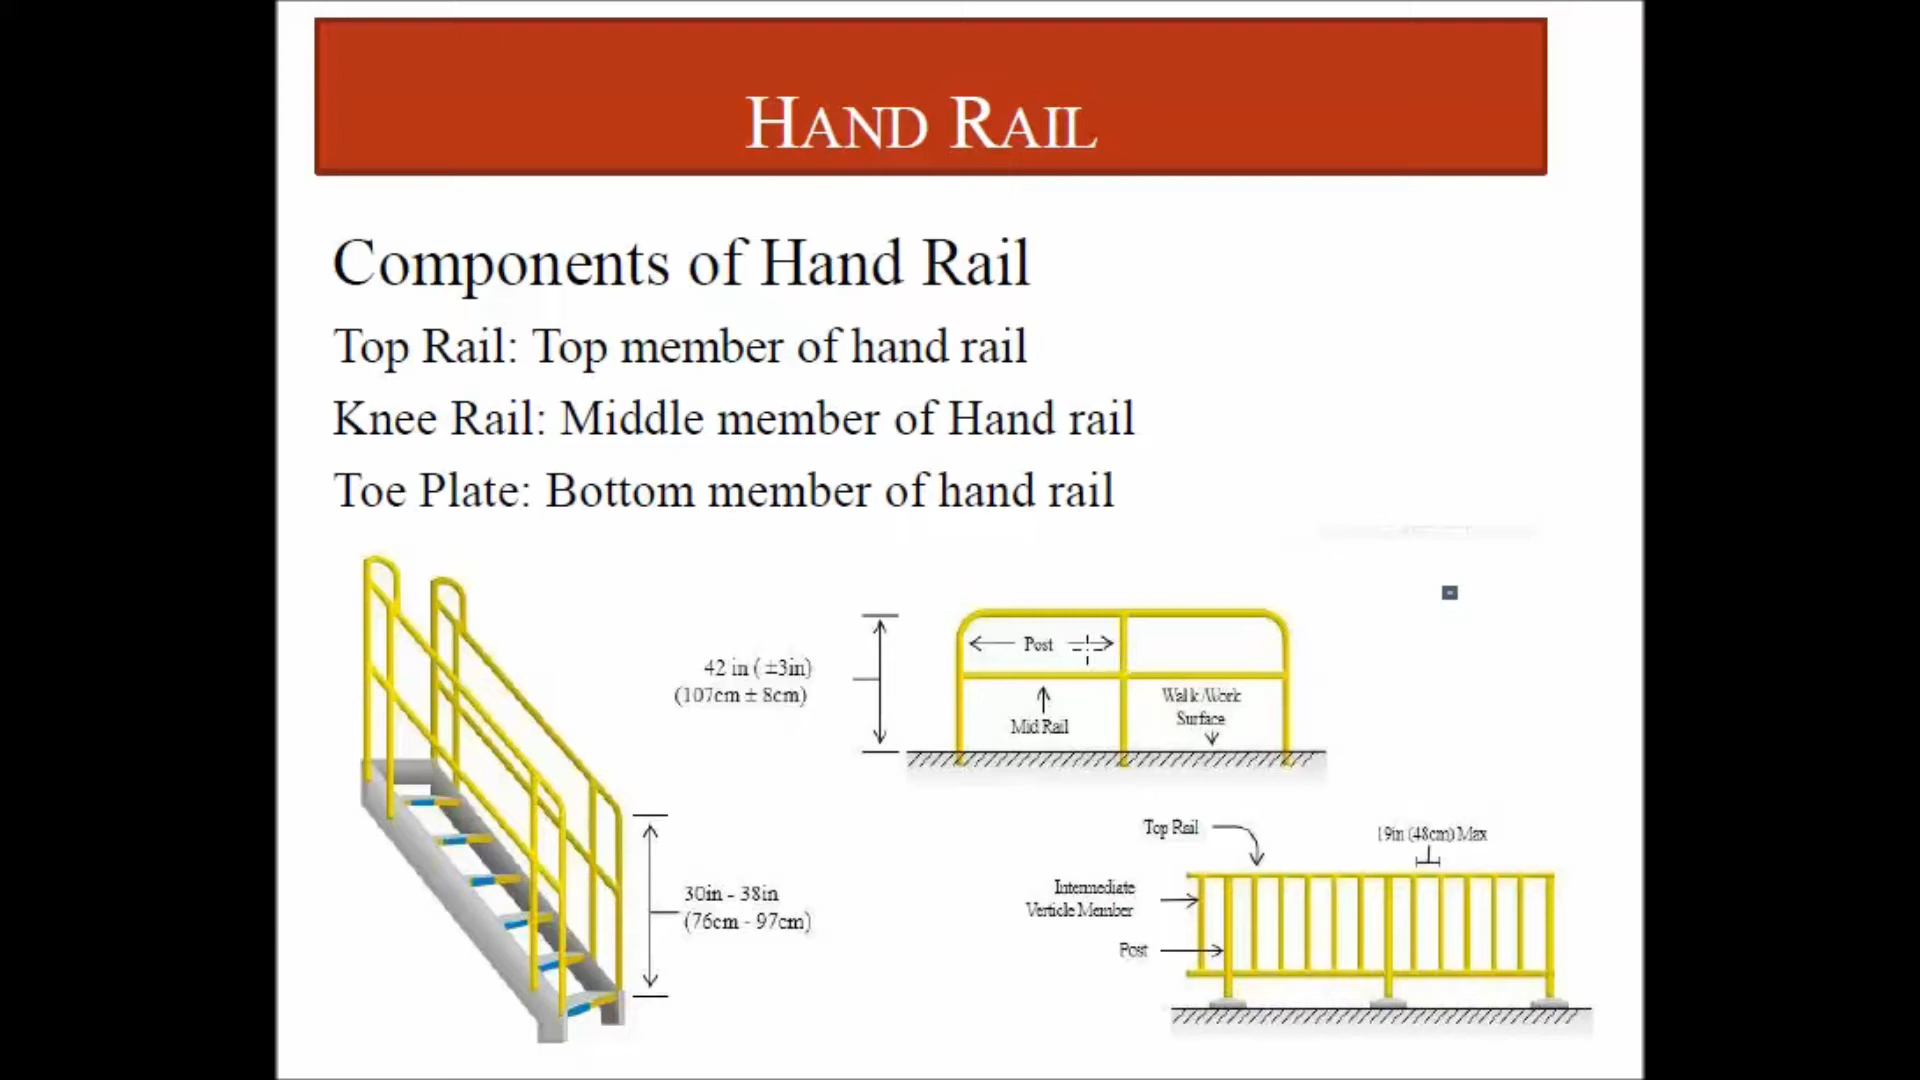 HAND RAIL
Components of Hand Rail
Top Rail: Top member of hand rail
Knee Rail: Middle member of Hand rail
Toe Plate: Bottom member of hand rail
42 in ( ±3in)
(107cm ± 8cm)
Post
Mid Rail
Walk/Work
Surface
30in - 38in
(76cm - 97cm)
Top Rail
19in (48cm) Max
Intermediate
Verticle Member
Post